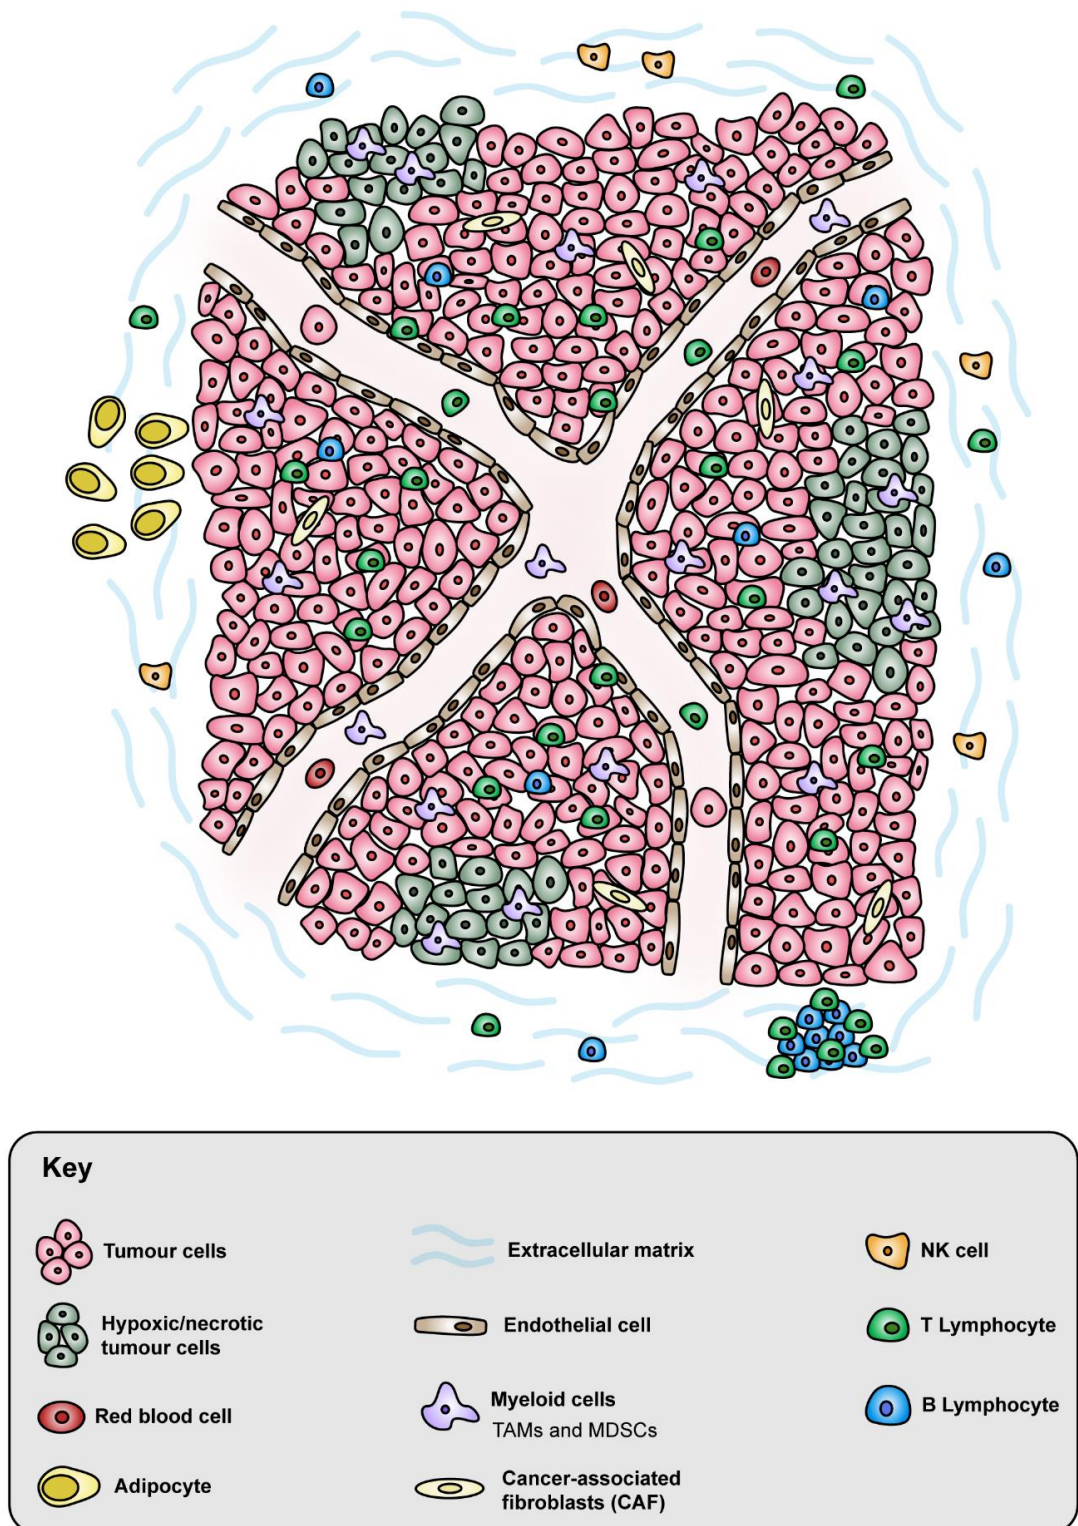 Key
Tumour cells
Extracellular matrix
NK cell
Hypoxic/necrotic
tumour cells
Endothelial cell
T Lymphocyte
Red blood cell
Myeloid cells
TAMs and MDSCs
B Lymphocyte
Adipocyte
Cancer-associated
fibroblasts (CAF)